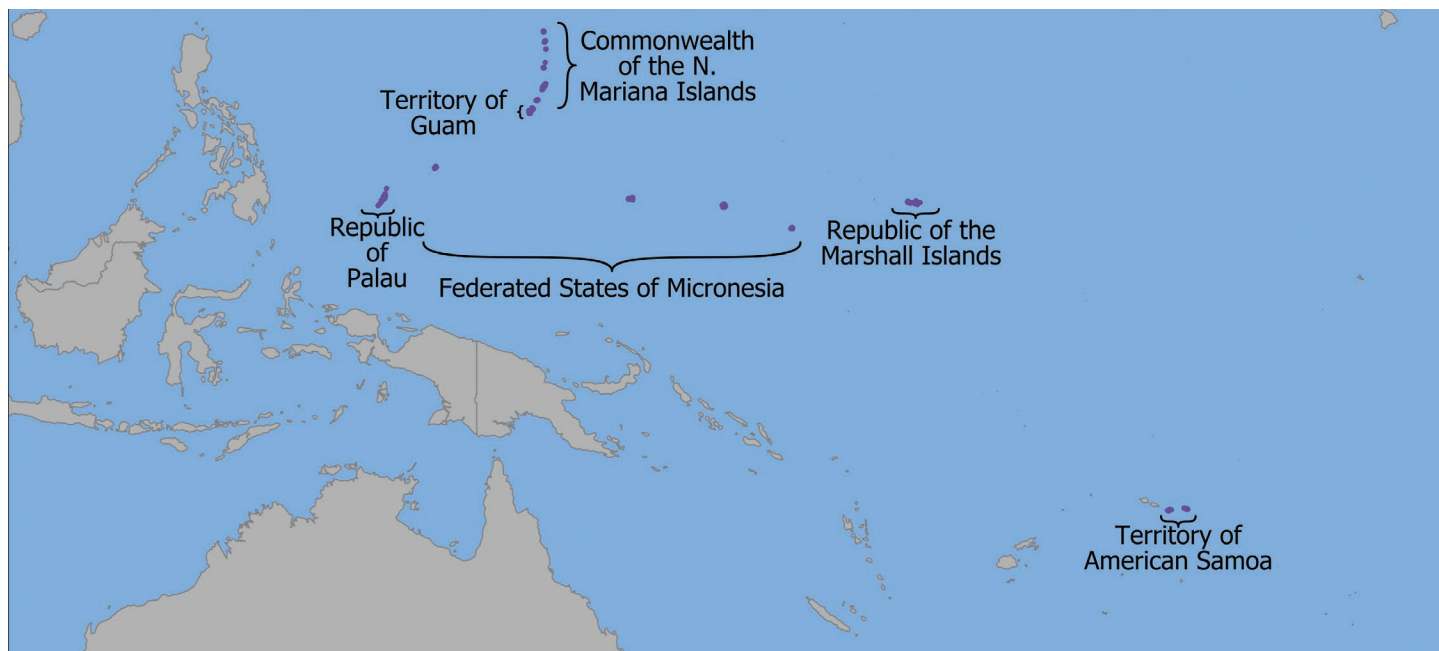 Commonwealth
of the N.
Mariana Islands
Territory of
Guam
Republic
of
Palau
Federated States of Micronesia
Republic of the
Marshall Islands
Territory of
American Samoa